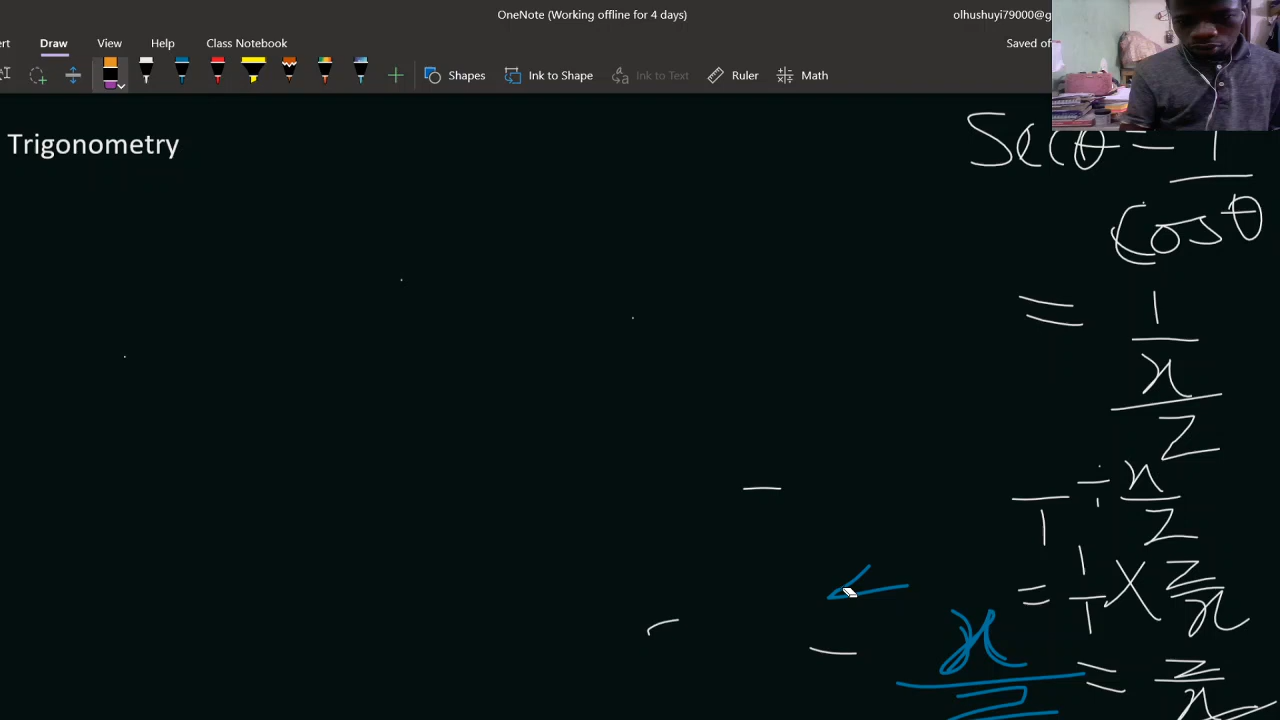 OneNote (Working offline for 4 days)
olhushuyi79000@g
Draw View Help Class Notebook
Saved of
Shapes Ink to Shape Ink to Text Ruler Math
Trigonometry
Secθ = 1
cosθ
= 1
x
z
1 ÷ x
z
= 1 × z
1 x
x
= z
x